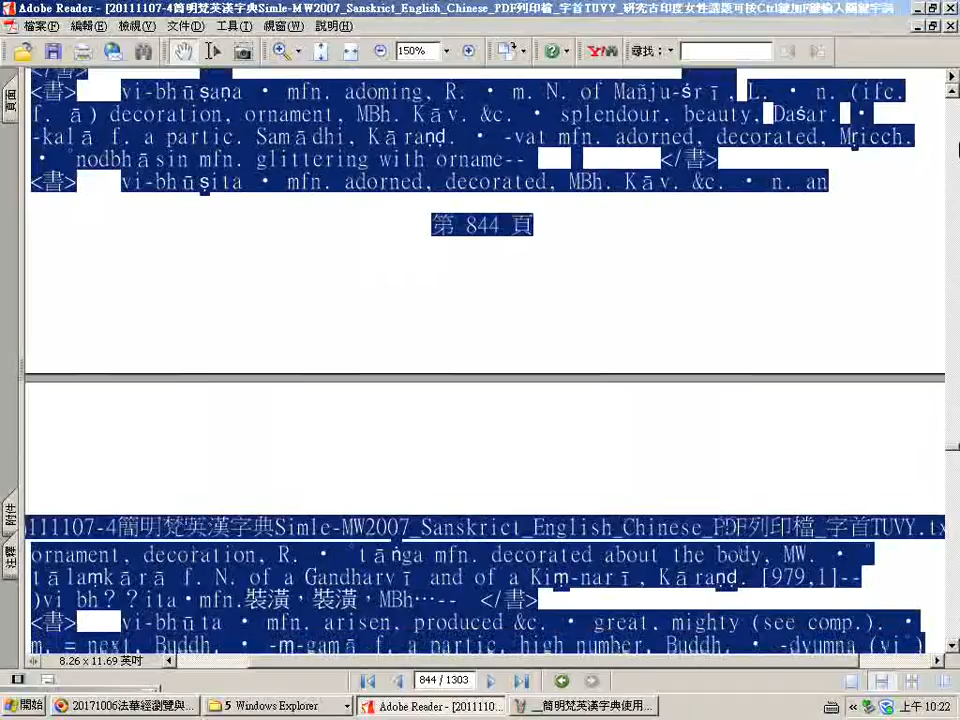 Adobe Reader - [20111107-4簡明梵英漢字典Simle-MW2007_Sanskrict_English_Chinese_PDF列印檔_字首TUVY_研究古印度女性議題可按Ctrl鍵加F鍵輸入關鍵字詞
檔案(F) 編輯(E) 檢視(V) 文件(D) 工具(T) 視窗(W) 說明(H)
150% 尋找:
頁面
</書>
<書> vi-bhūṣaṇa • mfn. adoming, R. • m. N. of Mañju-śrī, L. • n. (ifc.
f. ā) decoration, ornament, MBh. Kāv. &c. • splendour, beauty, Daśar. •
-kalā f. a partic. Samādhi, Kāraṇḍ. • -vat mfn. adorned, decorated, Mṛicch.
• °nodbhāsin mfn. glittering with orname-- </書>
<書> vi-bhūṣita • mfn. adorned, decorated, MBh. Kāv. &c. • n. an
第 844 頁
111107-4簡明梵英漢字典Simle-MW2007_Sanskrict_English_Chinese_PDF列印檔_字首TUVY.tx
ornament, decoration, R. • °tāṅga mfn. decorated about the body, MW. • °
tālaṃkārā f. N. of a Gandharvī and of a Kiṃ-narī, Kāraṇḍ. [979,1]--
)vi bh??ita•mfn.裝潢,裝潢,MBh…-- </書>
<書> vi-bhūta • mfn. arisen, produced &c. • great, mighty (see comp.). •
m. = next, Buddh. • -ṃ-gamā f. a partic. high number, Buddh. • -dyumna (vi )
附件
注釋
8.26 x 11.69 英吋
844 / 1303
開始 20171006法華經瀏覽與... 5 Windows Explorer Adobe Reader - [2011110... __簡明梵英字典使用... 上午 10:22